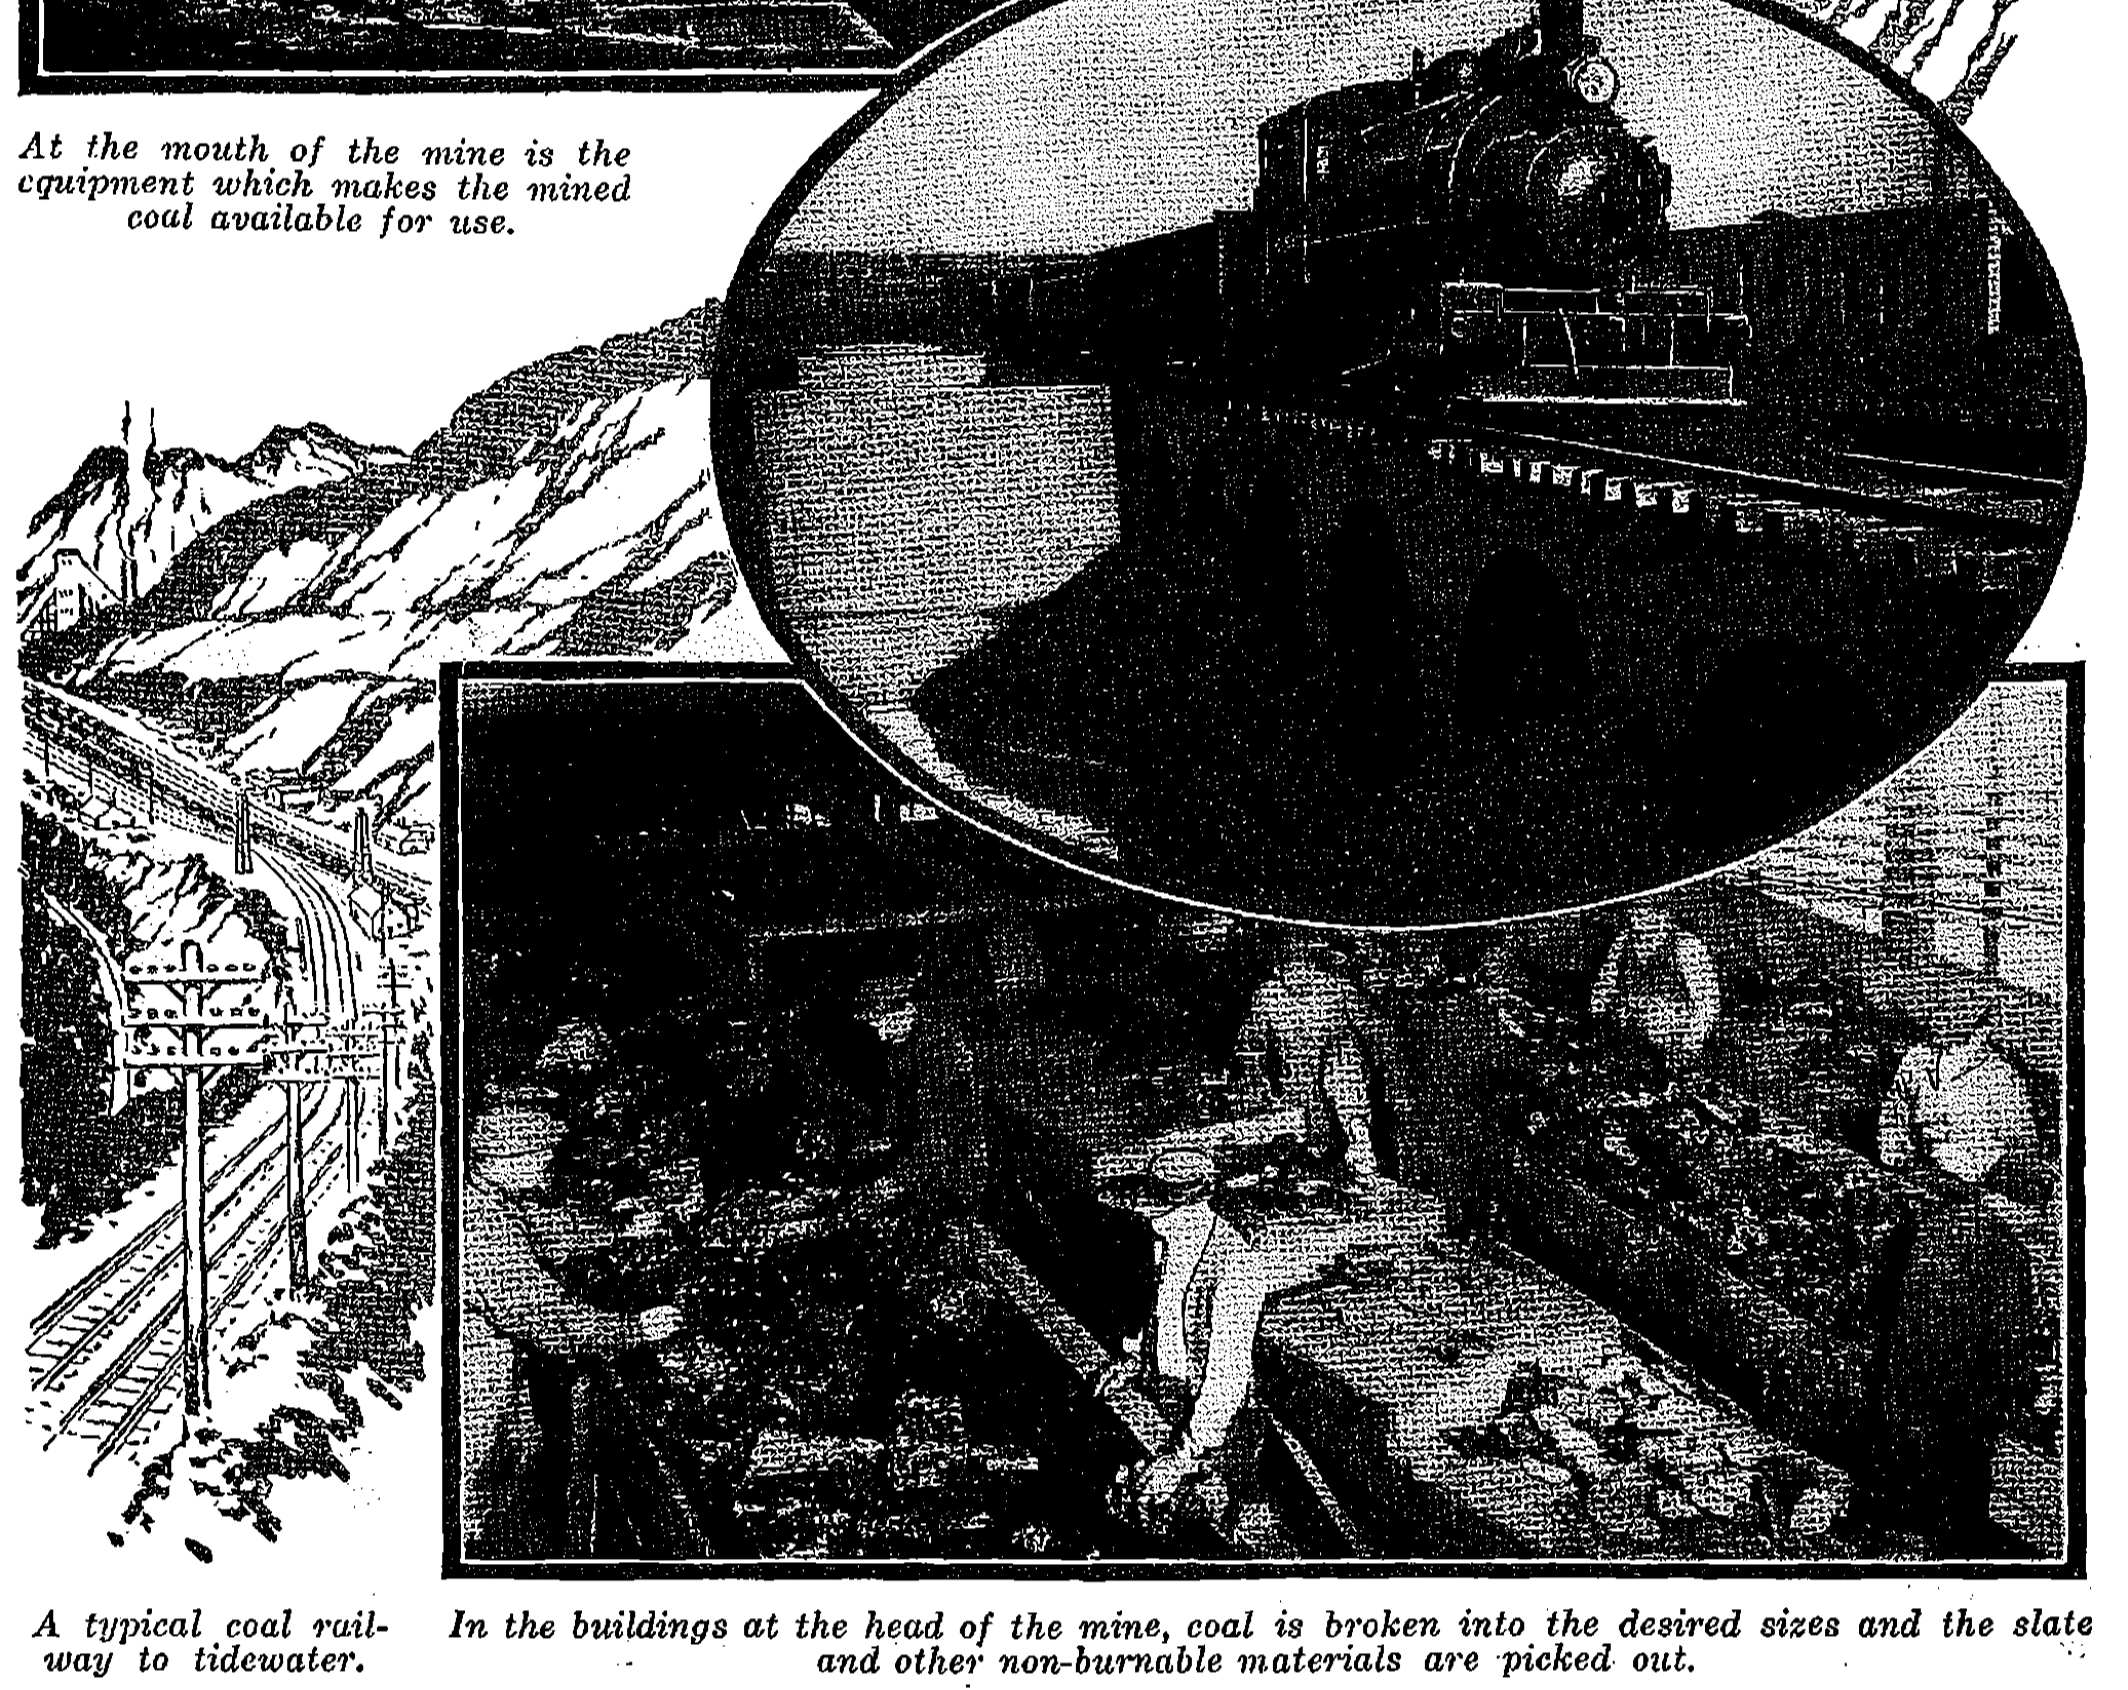 At the mouth of the mine is the
equipment which makes the mined
coal available for use.
A typical coal rail-
way to tidewater.
In the buildings at the head of the mine, coal is broken into the desired sizes and the slate
and other non-burnable materials are picked out.